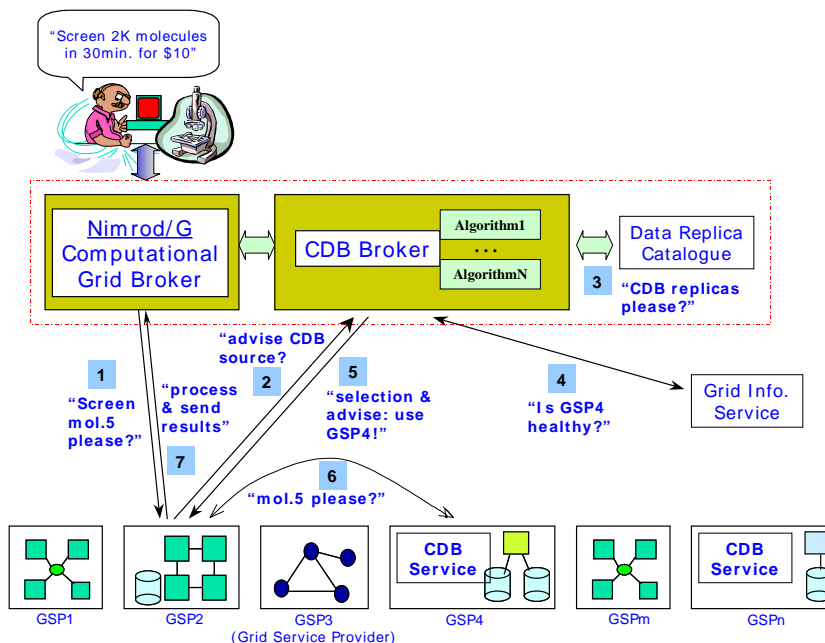 “Screen 2K molecules
in 30min. for $10”
Nimrod/G
Computational
Grid Broker
CDB Broker
Algorithm1
. . .
AlgorithmN
Data Replica
Catalogue
3
“CDB replicas
please?”
1
“Screen
mol.5
please?”
“process
& send
results”
7
“advise CDB
source?
2
5
“selection &
advise: use
GSP4!”
4
“Is GSP4
healthy?”
Grid Info.
Service
6
“mol.5 please?”
CDB
Service
CDB
Service
GSP1
GSP2
GSP3
(Grid Service Provider)
GSP4
GSPm
GSPn